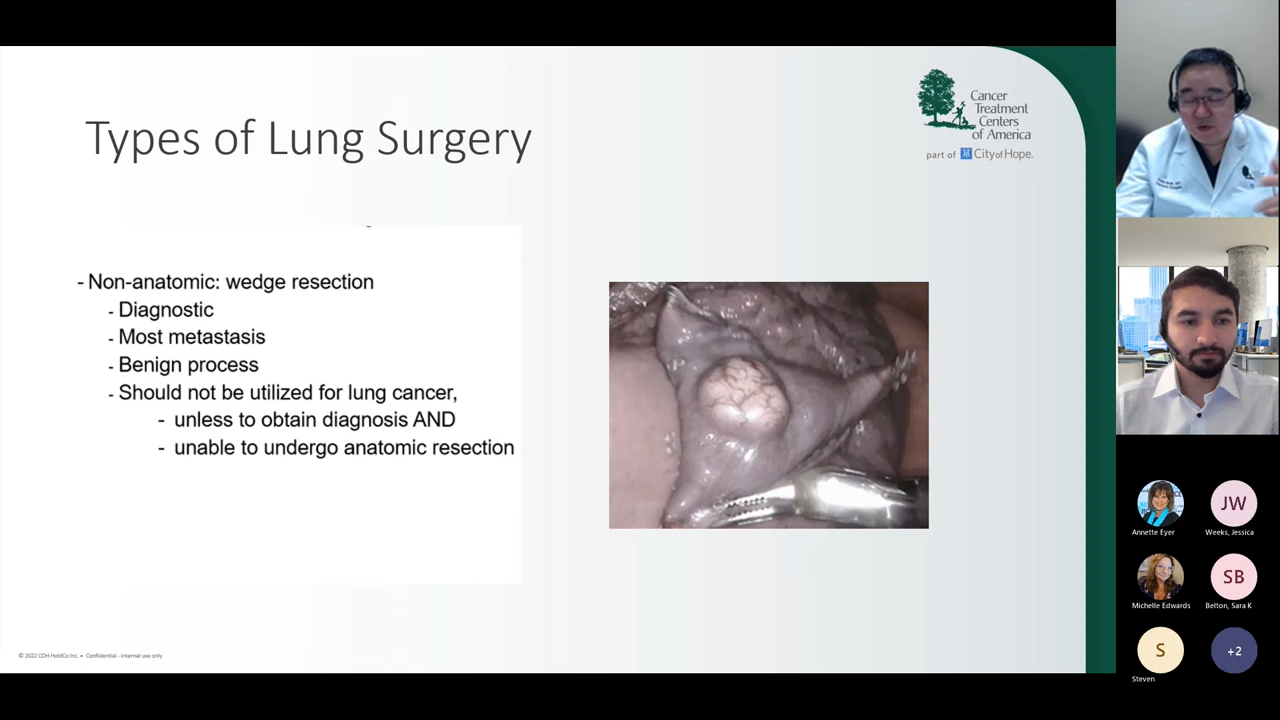 Types of Lung Surgery
Cancer
Treatment
Centers
of America
part of City of Hope.
- Non-anatomic: wedge resection
- Diagnostic
- Most metastasis
- Benign process
- Should not be utilized for lung cancer,
- unless to obtain diagnosis AND
- unable to undergo anatomic resection
© 2022 COH HoldCo Inc. • Confidential - internal use only
JW
Annette Eyer
Weeks, Jessica
SB
Michelle Edwards
Belton, Sara K
S
+2
Steven